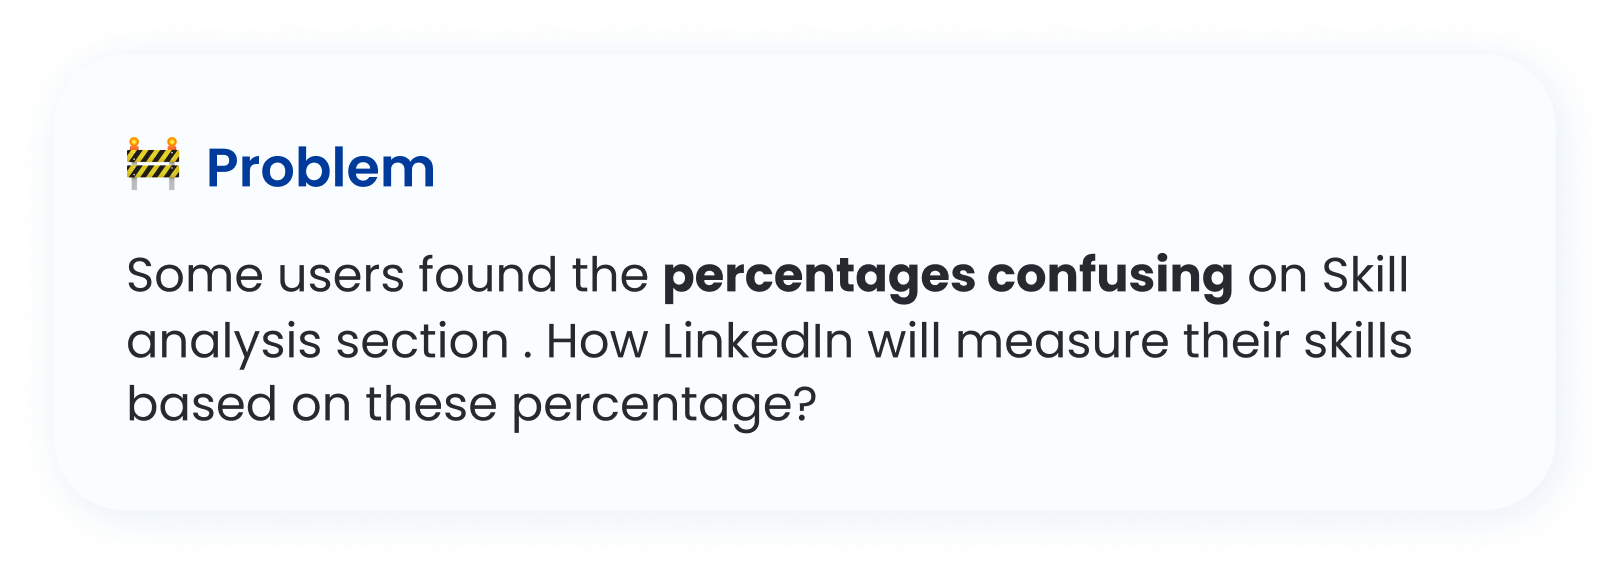 🚧 Problem
Some users found the percentages confusing on Skill
analysis section . How LinkedIn will measure their skills
based on these percentage?